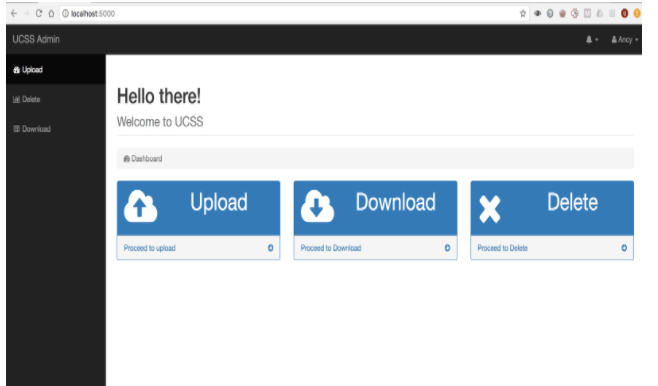 localhost:5000
UCSS Admin
Ancy
Upload
Delete
Download
Hello there!
Welcome to UCSS
Dashboard
Upload
Proceed to upload
Download
Proceed to Download
Delete
Proceed to Delete